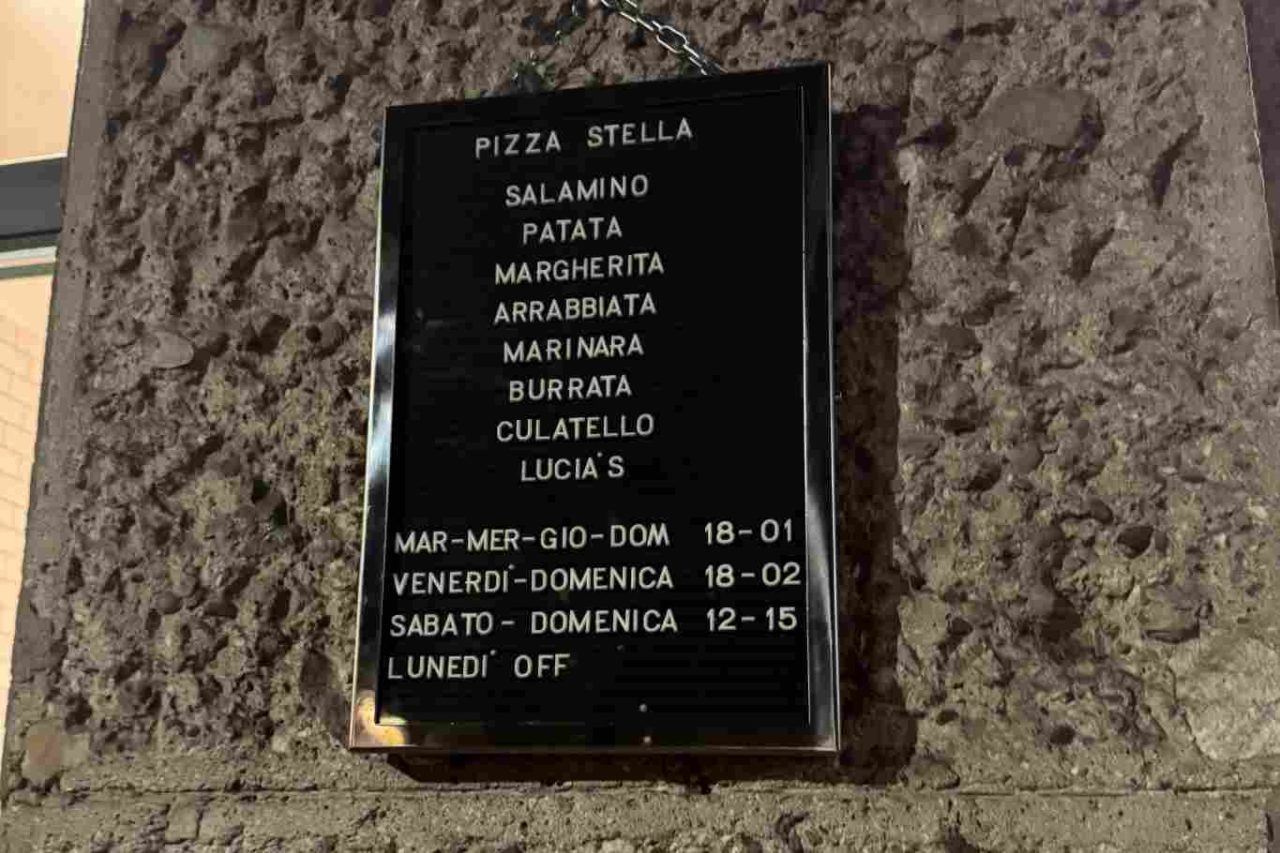 PIZZA STELLA
SALAMINO
PATATA
MARGHERITA
ARRABBIATA
MARINARA
BURRATA
CULATELLO
LUCIA'S
MAR-MER-GIO-DOM 18-01
VENERDI'-DOMENICA 18-02
SABATO- DOMENICA 12-15
LUNEDI' OFF